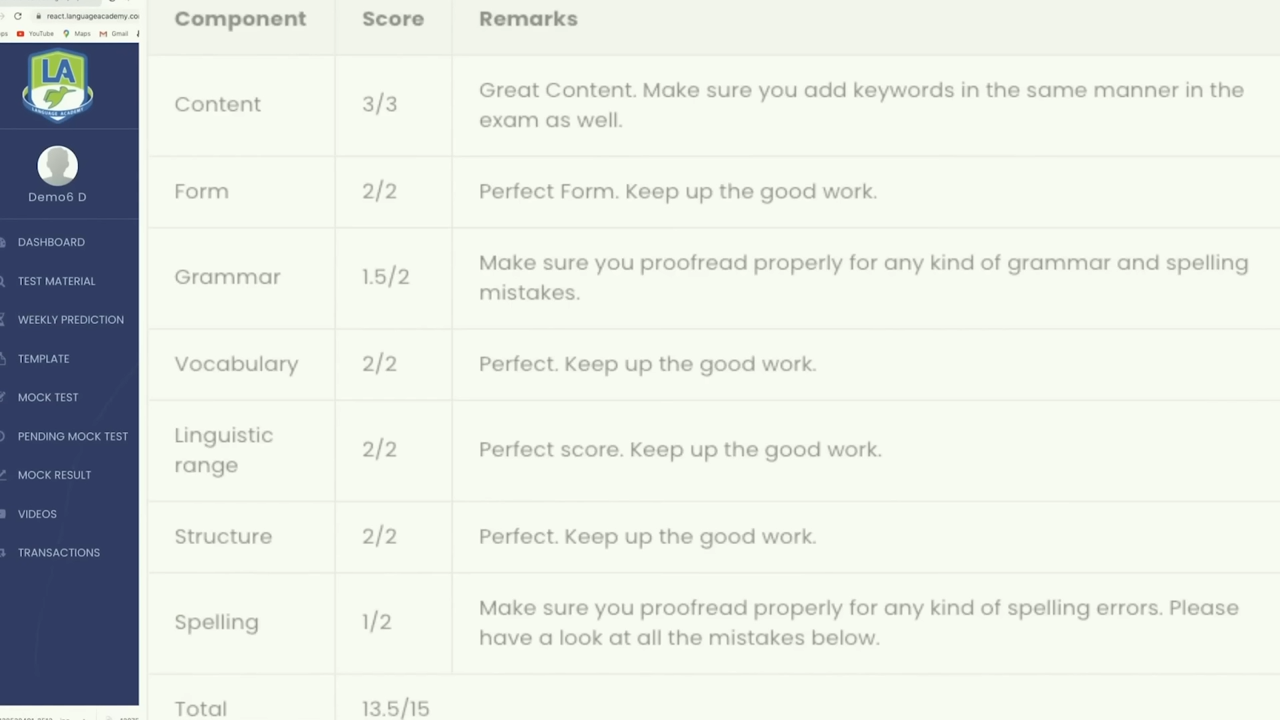 react.languageacademy.co
YouTube Maps Gmail
LA
LANGUAGE ACADEMY
Demo6 D
DASHBOARD
TEST MATERIAL
WEEKLY PREDICTION
TEMPLATE
MOCK TEST
PENDING MOCK TEST
MOCK RESULT
VIDEOS
TRANSACTIONS
Component Score Remarks
Content 3/3 Great Content. Make sure you add keywords in the same manner in the
exam as well.
Form 2/2 Perfect Form. Keep up the good work.
Grammar 1.5/2 Make sure you proofread properly for any kind of grammar and spelling
mistakes.
Vocabulary 2/2 Perfect. Keep up the good work.
Linguistic
range 2/2 Perfect score. Keep up the good work.
Structure 2/2 Perfect. Keep up the good work.
Spelling 1/2 Make sure you proofread properly for any kind of spelling errors. Please
have a look at all the mistakes below.
Total 13.5/15